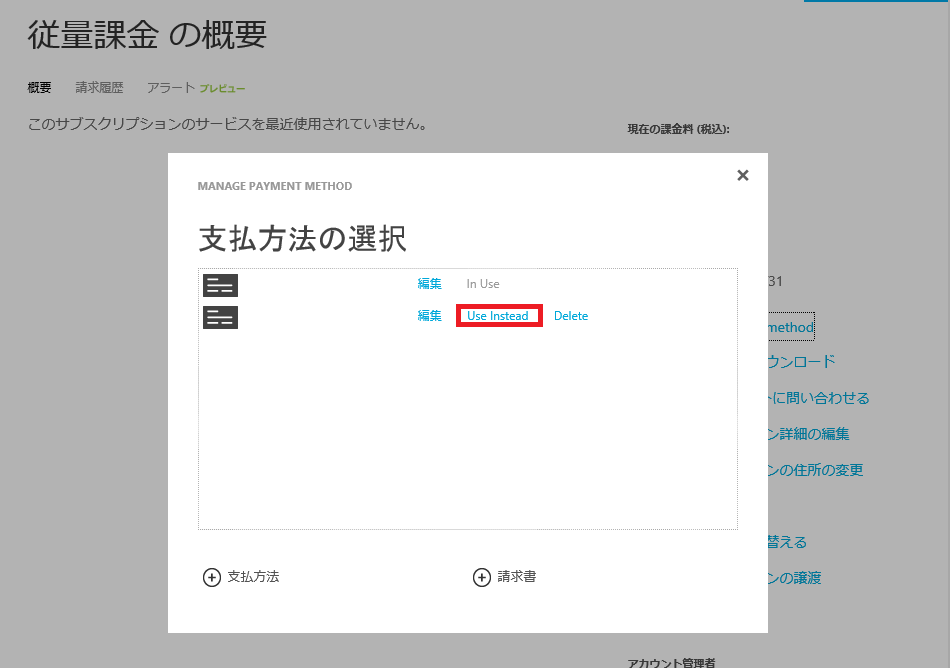 従量課金 の概要
概要 請求履歴 アラート プレビュー
このサブスクリプションのサービスを最近使用されていません。
現在の課金料 (税込):
MANAGE PAYMENT METHOD
支払方法の選択
編集 In Use
編集 Use Instead Delete
支払方法 請求書
31
method
ウンロード
トに問い合わせる
ン詳細の編集
ンの住所の変更
替える
ンの譲渡
アカウント管理者